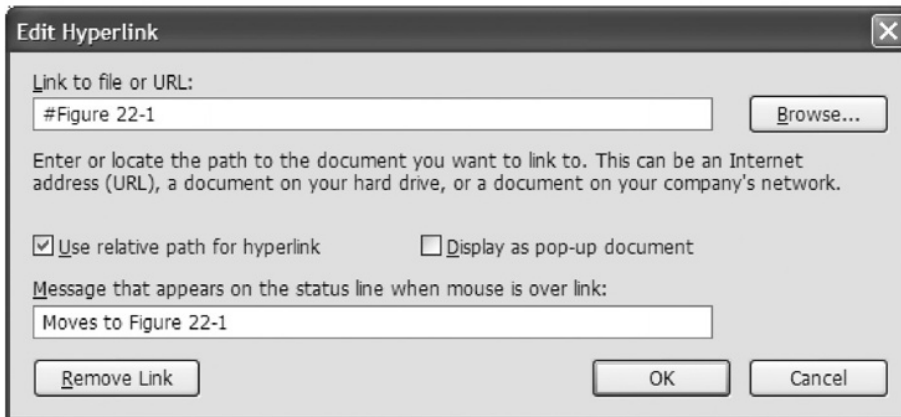 Edit Hyperlink
Link to file or URL:
#Figure 22-1
Browse...
Enter or locate the path to the document you want to link to. This can be an Internet
address (URL), a document on your hard drive, or a document on your company's network.
Use relative path for hyperlink
Display as pop-up document
Message that appears on the status line when mouse is over link:
Moves to Figure 22-1
Remove Link
OK
Cancel